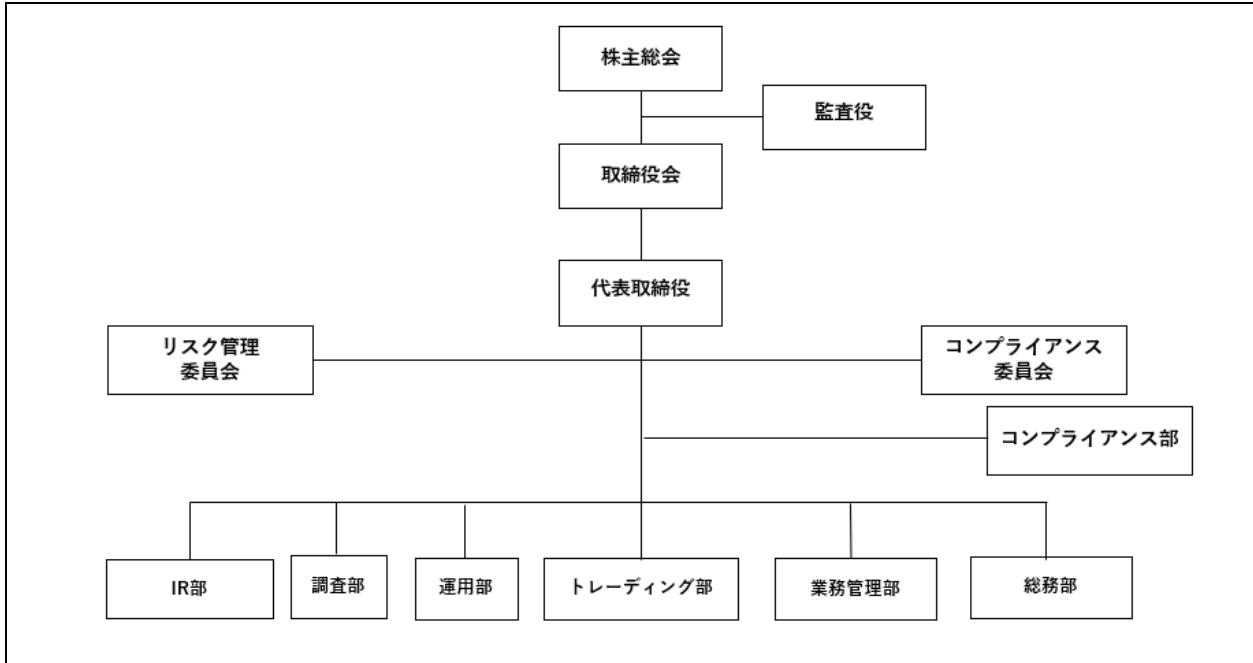 株主総会
監査役
取締役会
代表取締役
リスク管理
委員会
コンプライアンス
委員会
コンプライアンス部
IR部
調査部
運用部
トレーディング部
業務管理部
総務部